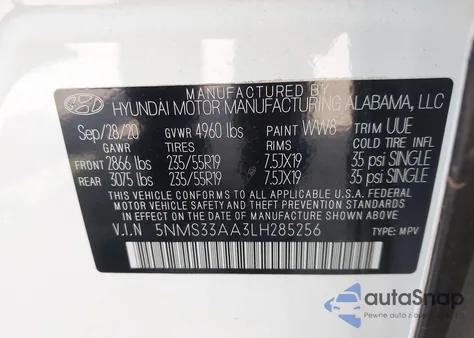 MANUFACTURED BY
HYUNDAI MOTOR MANUFACTURING ALABAMA, LLC
Sep/28/20 GVWR 4960 lbs PAINT WW8 TRIM UUE
GAWR TIRES RIMS COLD TIRE INFL
FRONT 2866 lbs 235/55R19 7.5JX19 35 psi SINGLE
REAR 3075 lbs 235/55R19 7.5JX19 35 psi SINGLE
THIS VEHICLE CONFORMS TO ALL APPLICABLE U.S.A. FEDERAL
MOTOR VEHICLE SAFETY STANDARDS IN
EFFECT ON THE DATE OF MANUFACTURE SHOWN ABOVE.
V.I.N 5NMS33AA3LH285256 TYPE: MPV
autoSnap
Pewne auta z